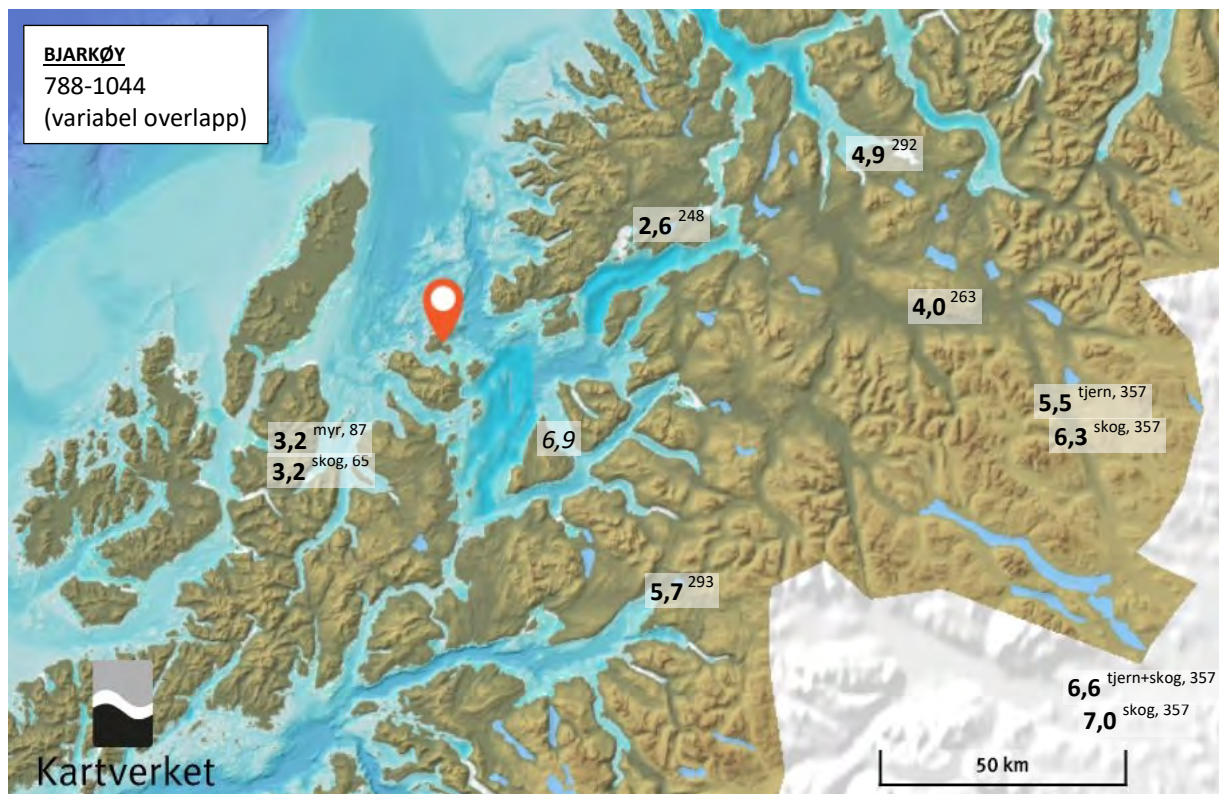 BJARKØY
788-1044
(variabel overlapp)
4,9 292
2,6 248
4,0 263
5,5 tjern, 357
6,3 skog, 357
3,2 myr, 87
3,2 skog, 65
6,9
5,7 293
6,6 tjern+skog, 357
7,0 skog, 357
Kartverket
50 km